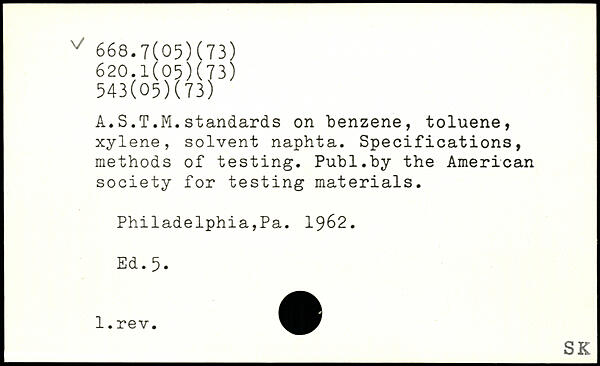 ✓ 668.7(05)(73)
620.1(05)(73)
543(05)(73)
A.S.T.M.standards on benzene, toluene,
xylene, solvent naphta. Specifications,
methods of testing. Publ.by the American
society for testing materials.
Philadelphia,Pa. 1962.
Ed.5.
1.rev.
SK